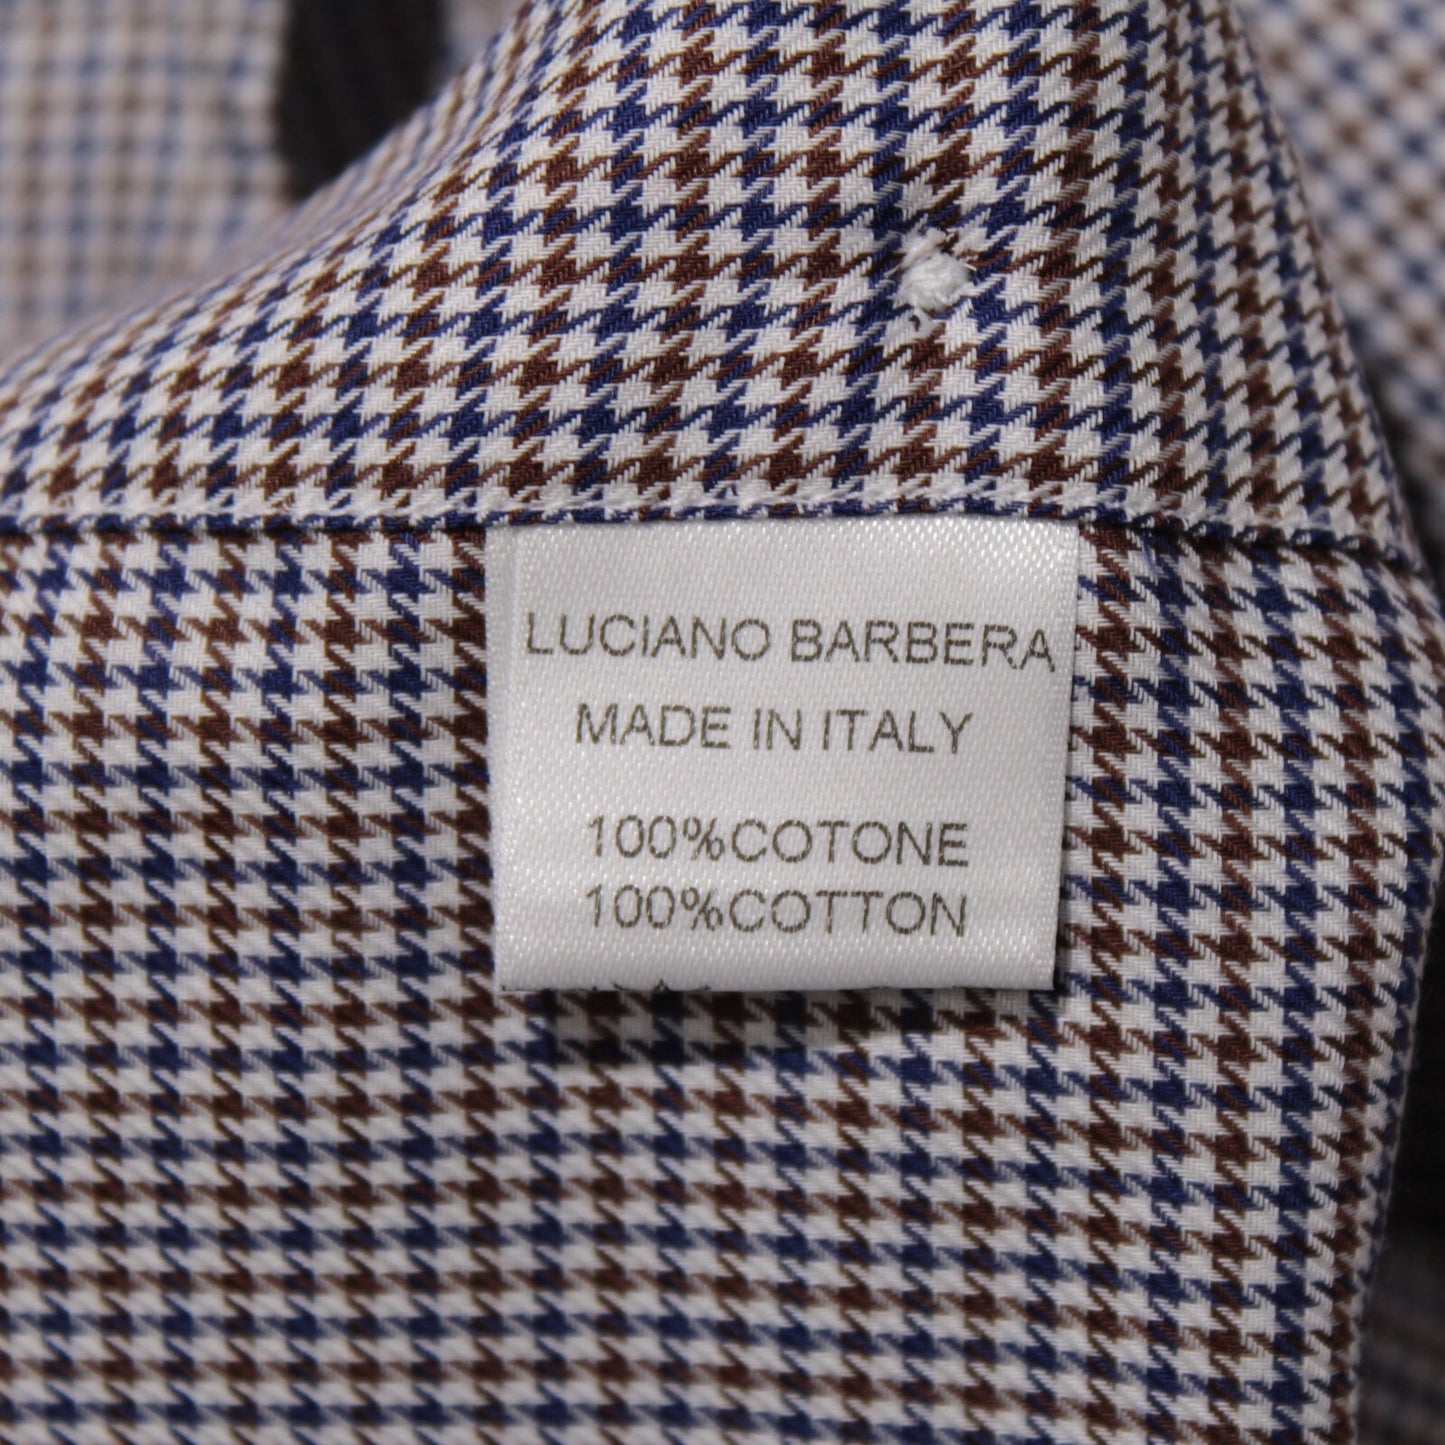 LUCIANO BARBERA
MADE IN ITALY
100%COTONE
100%COTTON